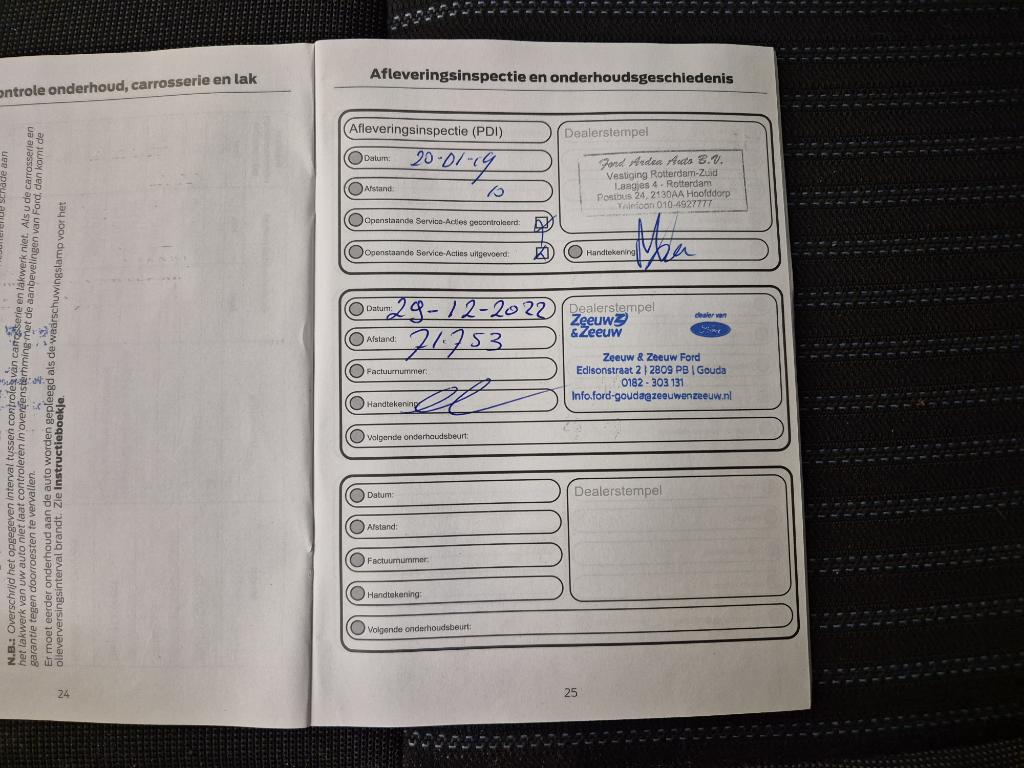 ontrole onderhoud, carrosserie en lak
N.B.: Overschrijd het opgegeven interval tussen controles van carrosserie en lakwerk niet. Als u de carrosserie en
het lakwerk van uw auto niet laat controleren in overeenstemming met de aanbevelingen van Ford, dan komt de
garantie tegen doorroesten te vervallen.
Er moet eerder onderhoud aan de auto worden gepleegd als de waarschuwingslamp voor het
olieverversingsinterval brandt. Zie Instructieboekje.
24
Afleveringsinspectie en onderhoudsgeschiedenis
Afleveringsinspectie (PDI)
Datum: 20-01-19
Afstand: 10
Openstaande Service-Acties gecontroleerd:
Openstaande Service-Acties uitgevoerd:
Dealerstempel
Ford Ardea Auto B.V.
Vestiging Rotterdam-Zuid
Laagjes 4 - Rotterdam
Postbus 24, 2130AA Hoofddorp
Telefoon 010-4927777
Handtekening
Datum: 29-12-2022
Afstand: 71.753
Factuurnummer:
Handtekening
Volgende onderhoudsbeurt:
Dealerstempel
Zeeuw
& Zeeuw
dealer van
Ford
Zeeuw & Zeeuw Ford
Edisonstraat 2 | 2809 PB | Gouda
0182 - 303 131
Info.ford-gouda@zeeuwenzeeuw.nl
Datum:
Afstand:
Factuurnummer:
Handtekening:
Volgende onderhoudsbeurt:
Dealerstempel
25